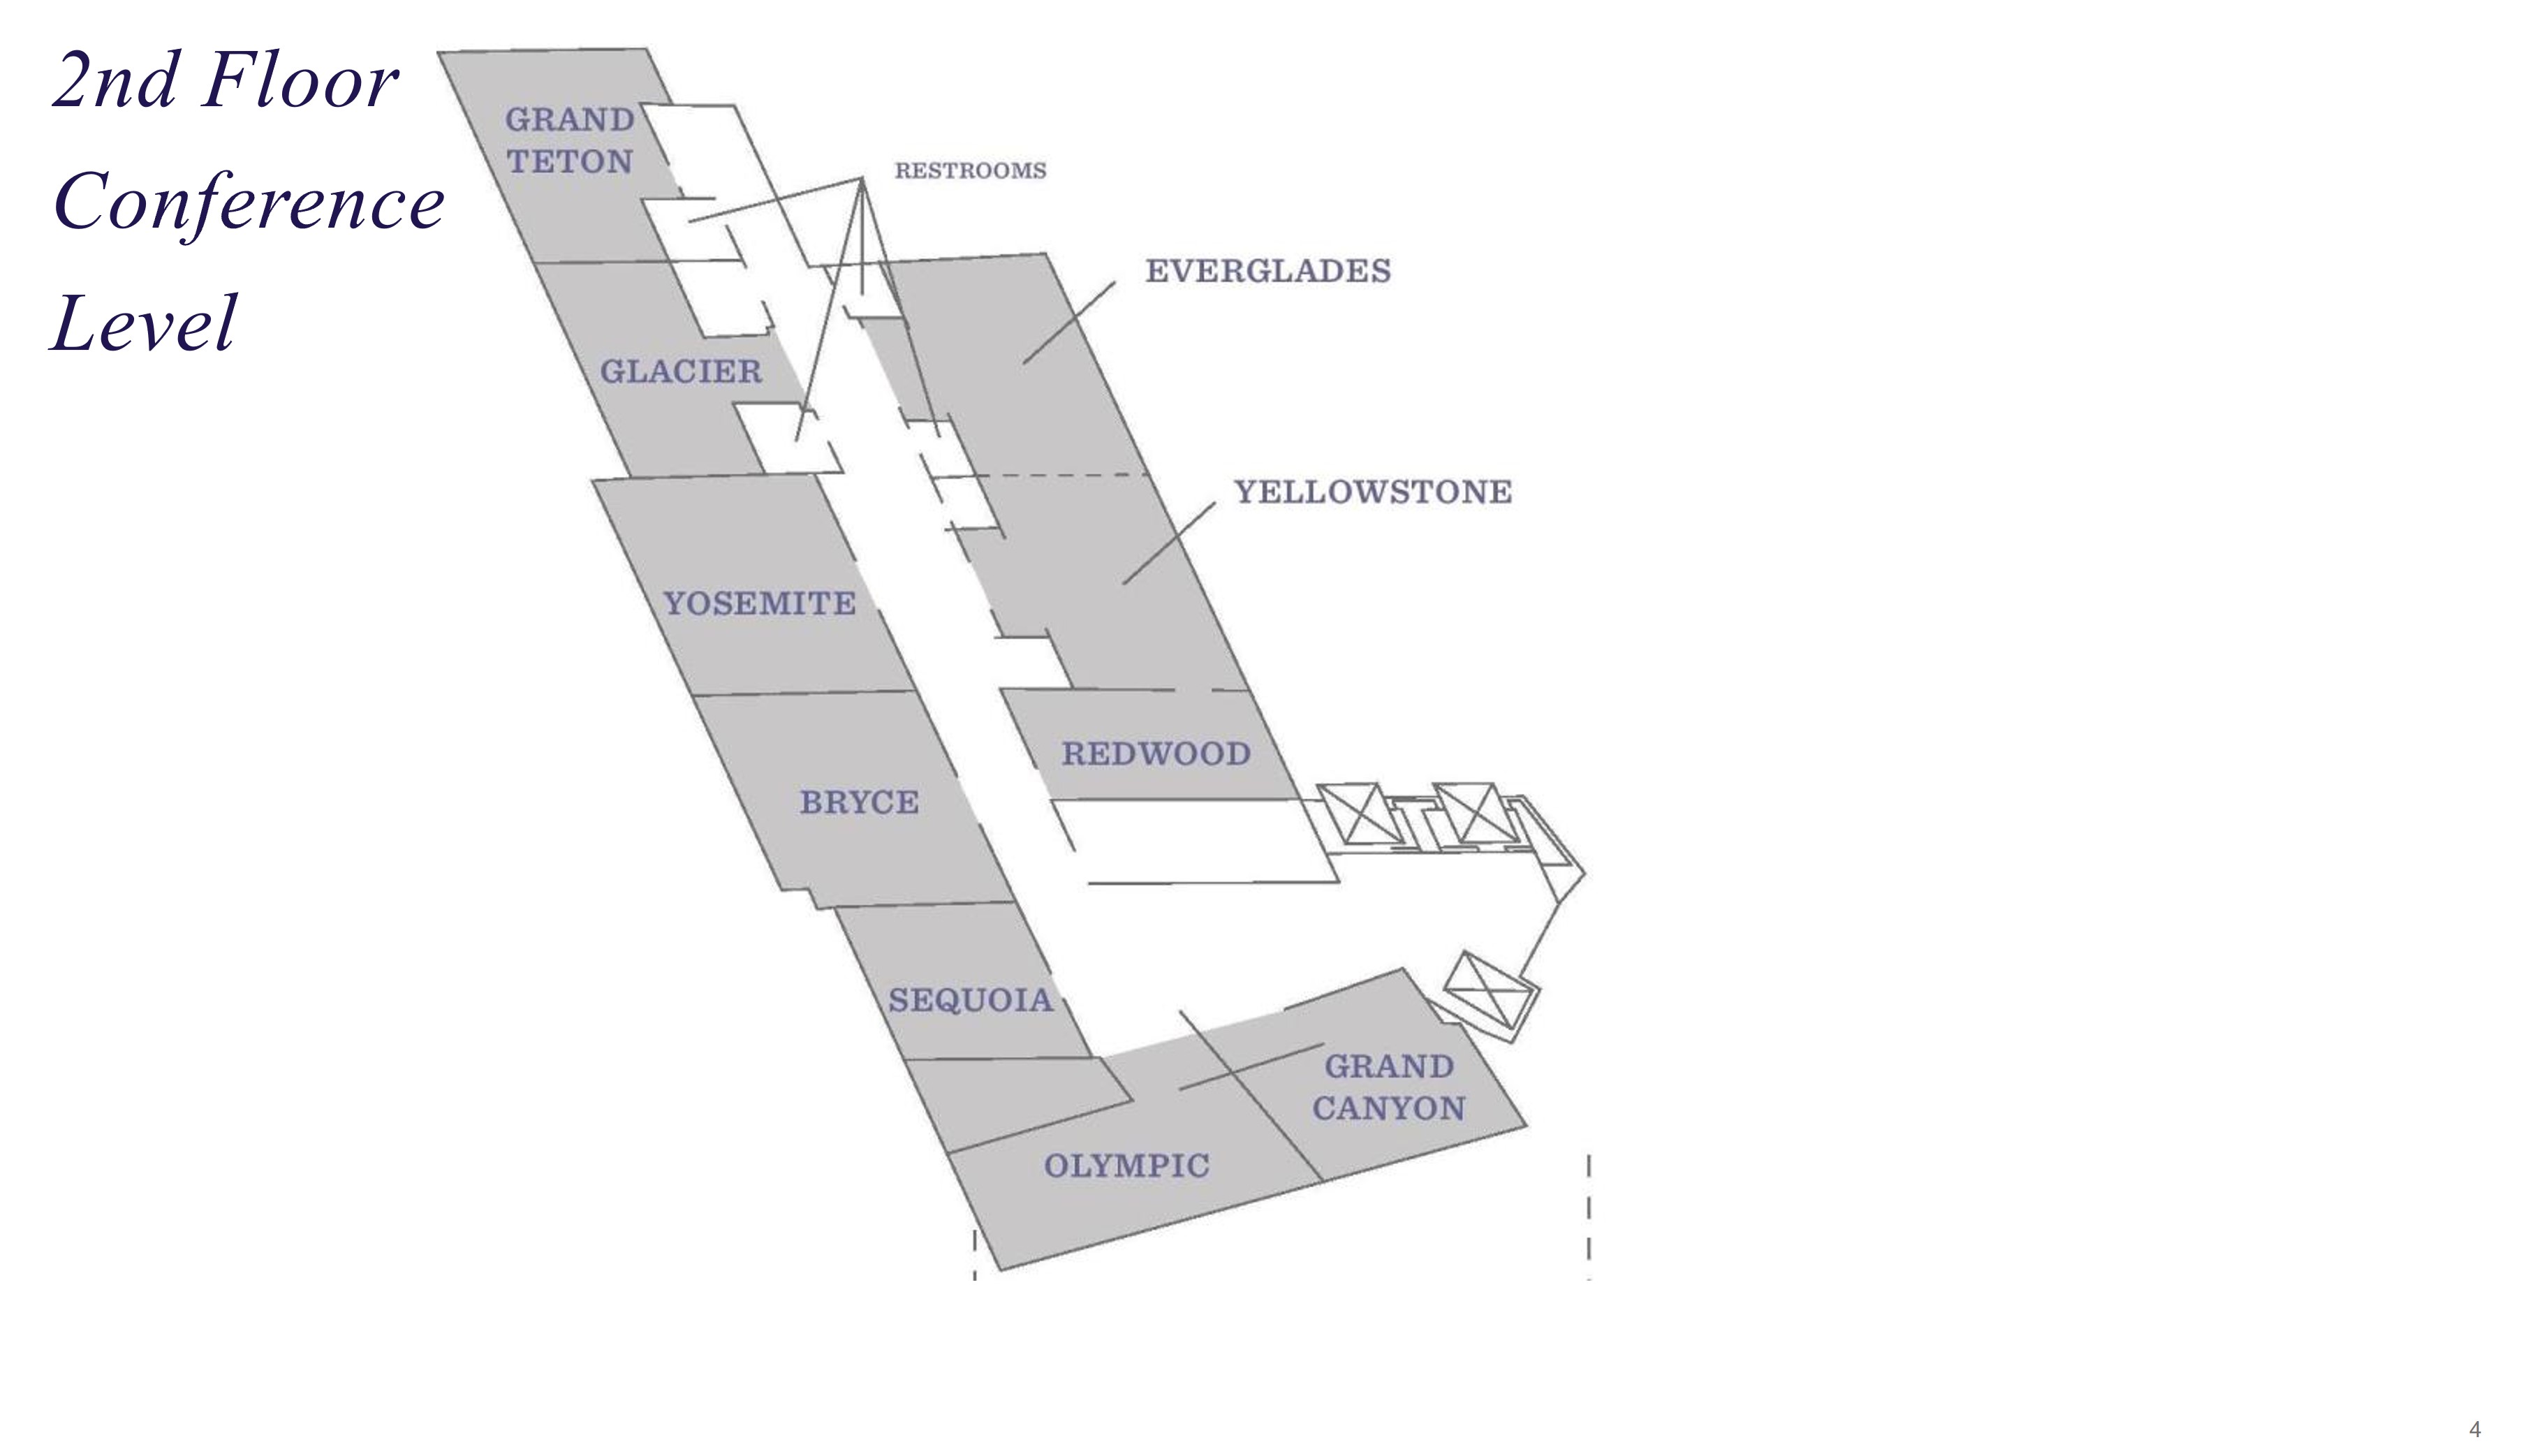 2nd Floor
Conference
Level
GRAND
TETON
RESTROOMS
EVERGLADES
GLACIER
YELLOWSTONE
YOSEMITE
REDWOOD
BRYCE
SEQUOIA
GRAND
CANYON
OLYMPIC
4